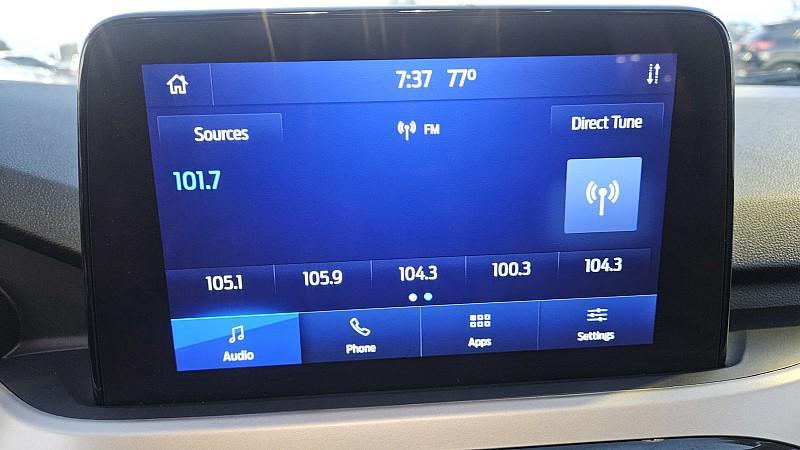 7:37 77°
Sources
FM
Direct Tune
101.7
105.1 105.9 104.3 100.3 104.3
Audio
Phone
Apps
Settings